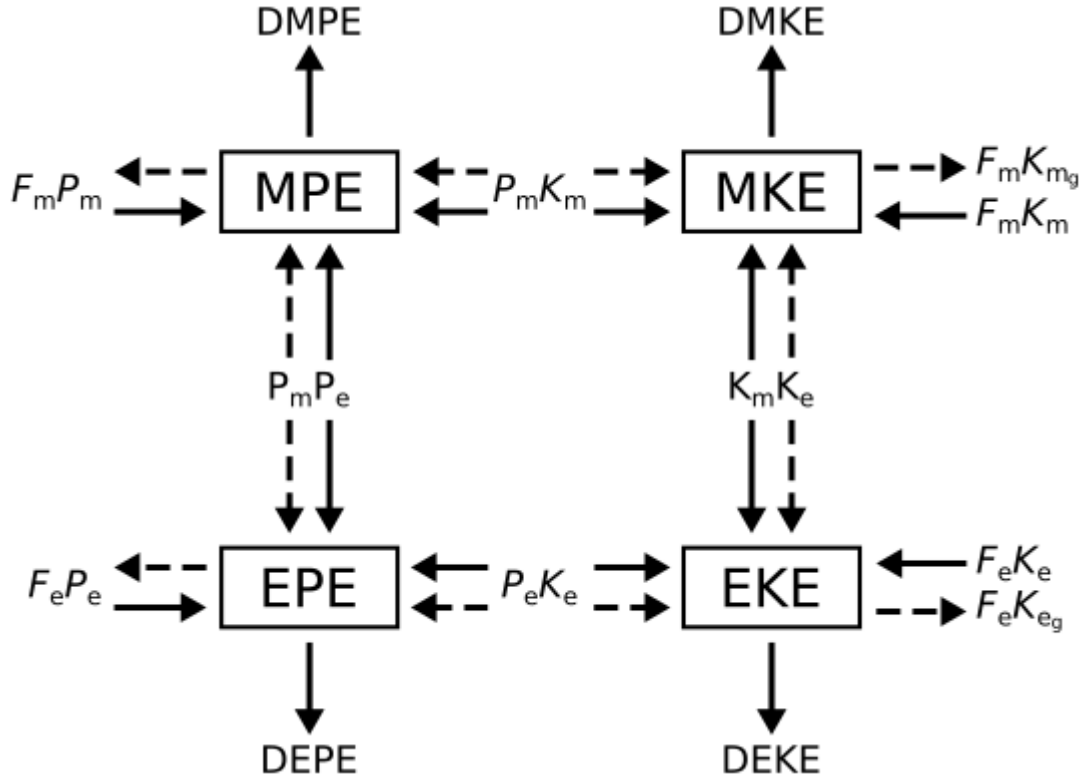 DMPE DMKE
FₘPₘ MPE PₘKₘ MKE FₘKₘg
FₘKₘ
PₘPₑ KₘKₑ
FₑPₑ EPE PₑKₑ EKE FₑKₑ
FₑKₑg
DEPE DEKE